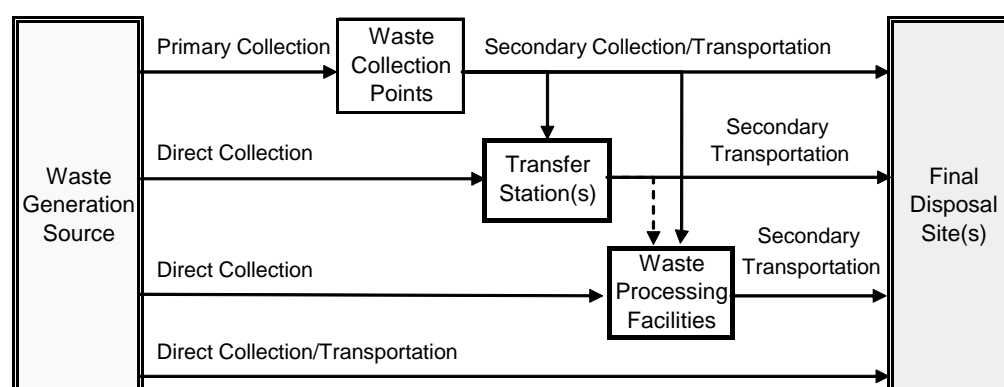 Primary Collection
Waste
Collection
Points
Secondary Collection/Transportation
Direct Collection
Transfer
Station(s)
Secondary
Transportation
Waste
Generation
Source
Final
Disposal
Site(s)
Direct Collection
Waste
Processing
Facilities
Secondary
Transportation
Direct Collection/Transportation